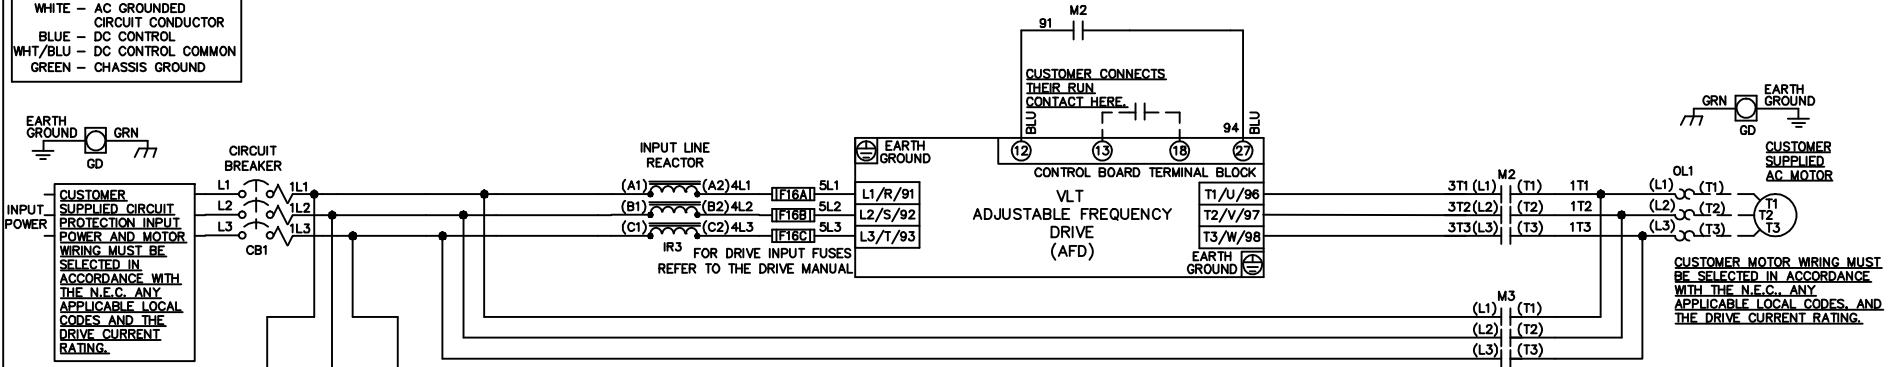 WHITE – AC GROUNDED
CIRCUIT CONDUCTOR
BLUE – DC CONTROL
WHT/BLU – DC CONTROL COMMON
GREEN – CHASSIS GROUND
EARTH
GROUND
GRN
GD
INPUT
POWER
CUSTOMER
SUPPLIED CIRCUIT
PROTECTION INPUT
POWER AND MOTOR
WIRING MUST BE
SELECTED IN
ACCORDANCE WITH
THE N.E.C. ANY
APPLICABLE LOCAL
CODES AND THE
DRIVE CURRENT
RATING.
CIRCUIT
BREAKER
L1
1L1
L2
1L2
L3
1L3
CB1
INPUT LINE
REACTOR
(A1)
(A2)
4L1
F16A
5L1
(B1)
(B2)
4L2
F16B
5L2
(C1)
(C2)
4L3
F16C
5L3
IR3
FOR DRIVE INPUT FUSES
REFER TO THE DRIVE MANUAL
M2
91
CUSTOMER CONNECTS
THEIR RUN
CONTACT HERE.
BLU
94
BLU
12
13
18
27
CONTROL BOARD TERMINAL BLOCK
EARTH
GROUND
L1/R/91
L2/S/92
L3/T/93
VLT
ADJUSTABLE FREQUENCY
DRIVE
(AFD)
T1/U/96
T2/V/97
T3/W/98
EARTH
GROUND
M2
3T1
(L1)
(T1)
1T1
3T2
(L2)
(T2)
1T2
3T3
(L3)
(T3)
1T3
M3
(L1)
(T1)
(L2)
(T2)
(L3)
(T3)
GRN
EARTH
GROUND
GD
CUSTOMER
SUPPLIED
AC MOTOR
OL1
(L1)
(T1)
(L2)
(T2)
(L3)
(T3)
T1
T2
T3
CUSTOMER MOTOR WIRING MUST
BE SELECTED IN ACCORDANCE
WITH THE N.E.C., ANY
APPLICABLE LOCAL CODES, AND
THE DRIVE CURRENT RATING.